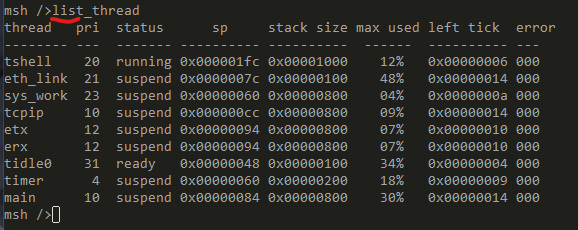 msh />list_thread
thread   pri  status      sp     stack size max used left tick  error
-------- ---  ------- ---------- ----------  ------  ---------- ---
tshell    20  running 0x000001fc 0x00001000    12%   0x00000006 000
eth_link  21  suspend 0x0000007c 0x00000100    48%   0x00000014 000
sys_work  23  suspend 0x00000060 0x00000800    04%   0x0000000a 000
tcpip     10  suspend 0x000000cc 0x00000800    09%   0x00000014 000
etx       12  suspend 0x00000094 0x00000800    07%   0x00000010 000
erx       12  suspend 0x00000094 0x00000800    07%   0x00000010 000
tidle0    31  ready   0x00000048 0x00000100    34%   0x00000004 000
timer      4  suspend 0x00000060 0x00000200    18%   0x00000009 000
main      10  suspend 0x00000084 0x00000800    30%   0x00000014 000
msh />